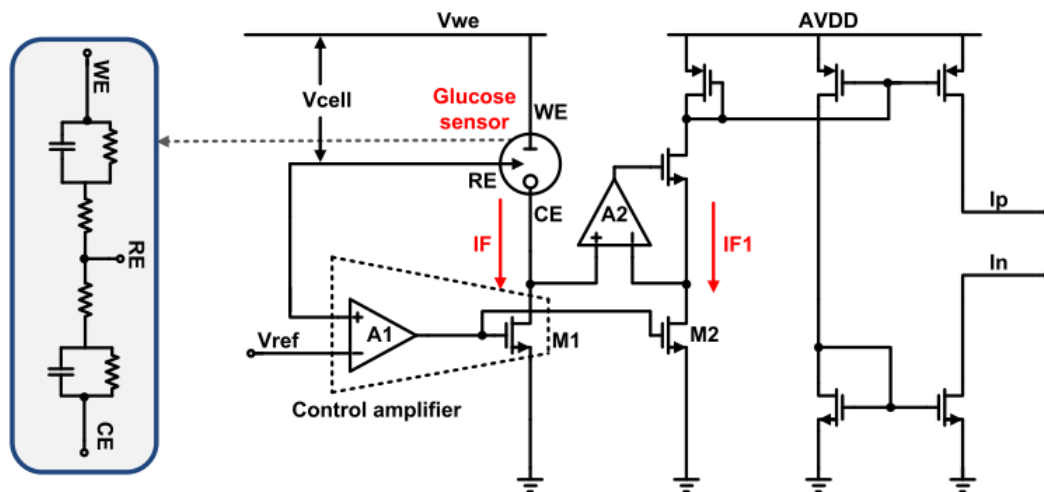 Vwe
AVDD
WE
Vcell
Glucose
sensor
WE
RE
CE
A2
Ip
RE
IF
IF1
In
A1
M1
M2
Vref
Control amplifier
CE